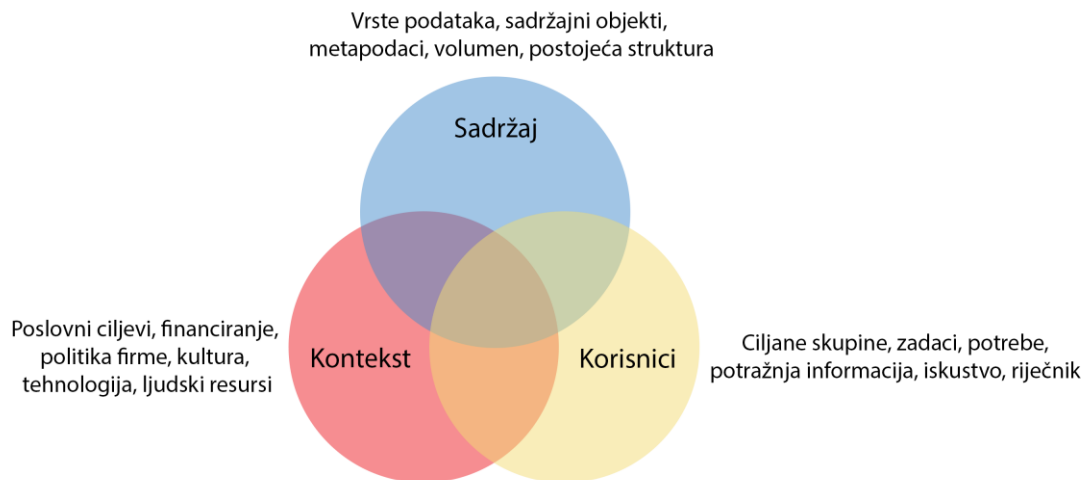 Vrste podataka, sadržajni objekti,
metapodaci, volumen, postojeća struktura
Sadržaj
Poslovni ciljevi, financiranje,
politika firme, kultura,
tehnologija, ljudski resursi
Kontekst
Korisnici
Ciljane skupine, zadaci, potrebe,
potražnja informacija, iskustvo, riječnik